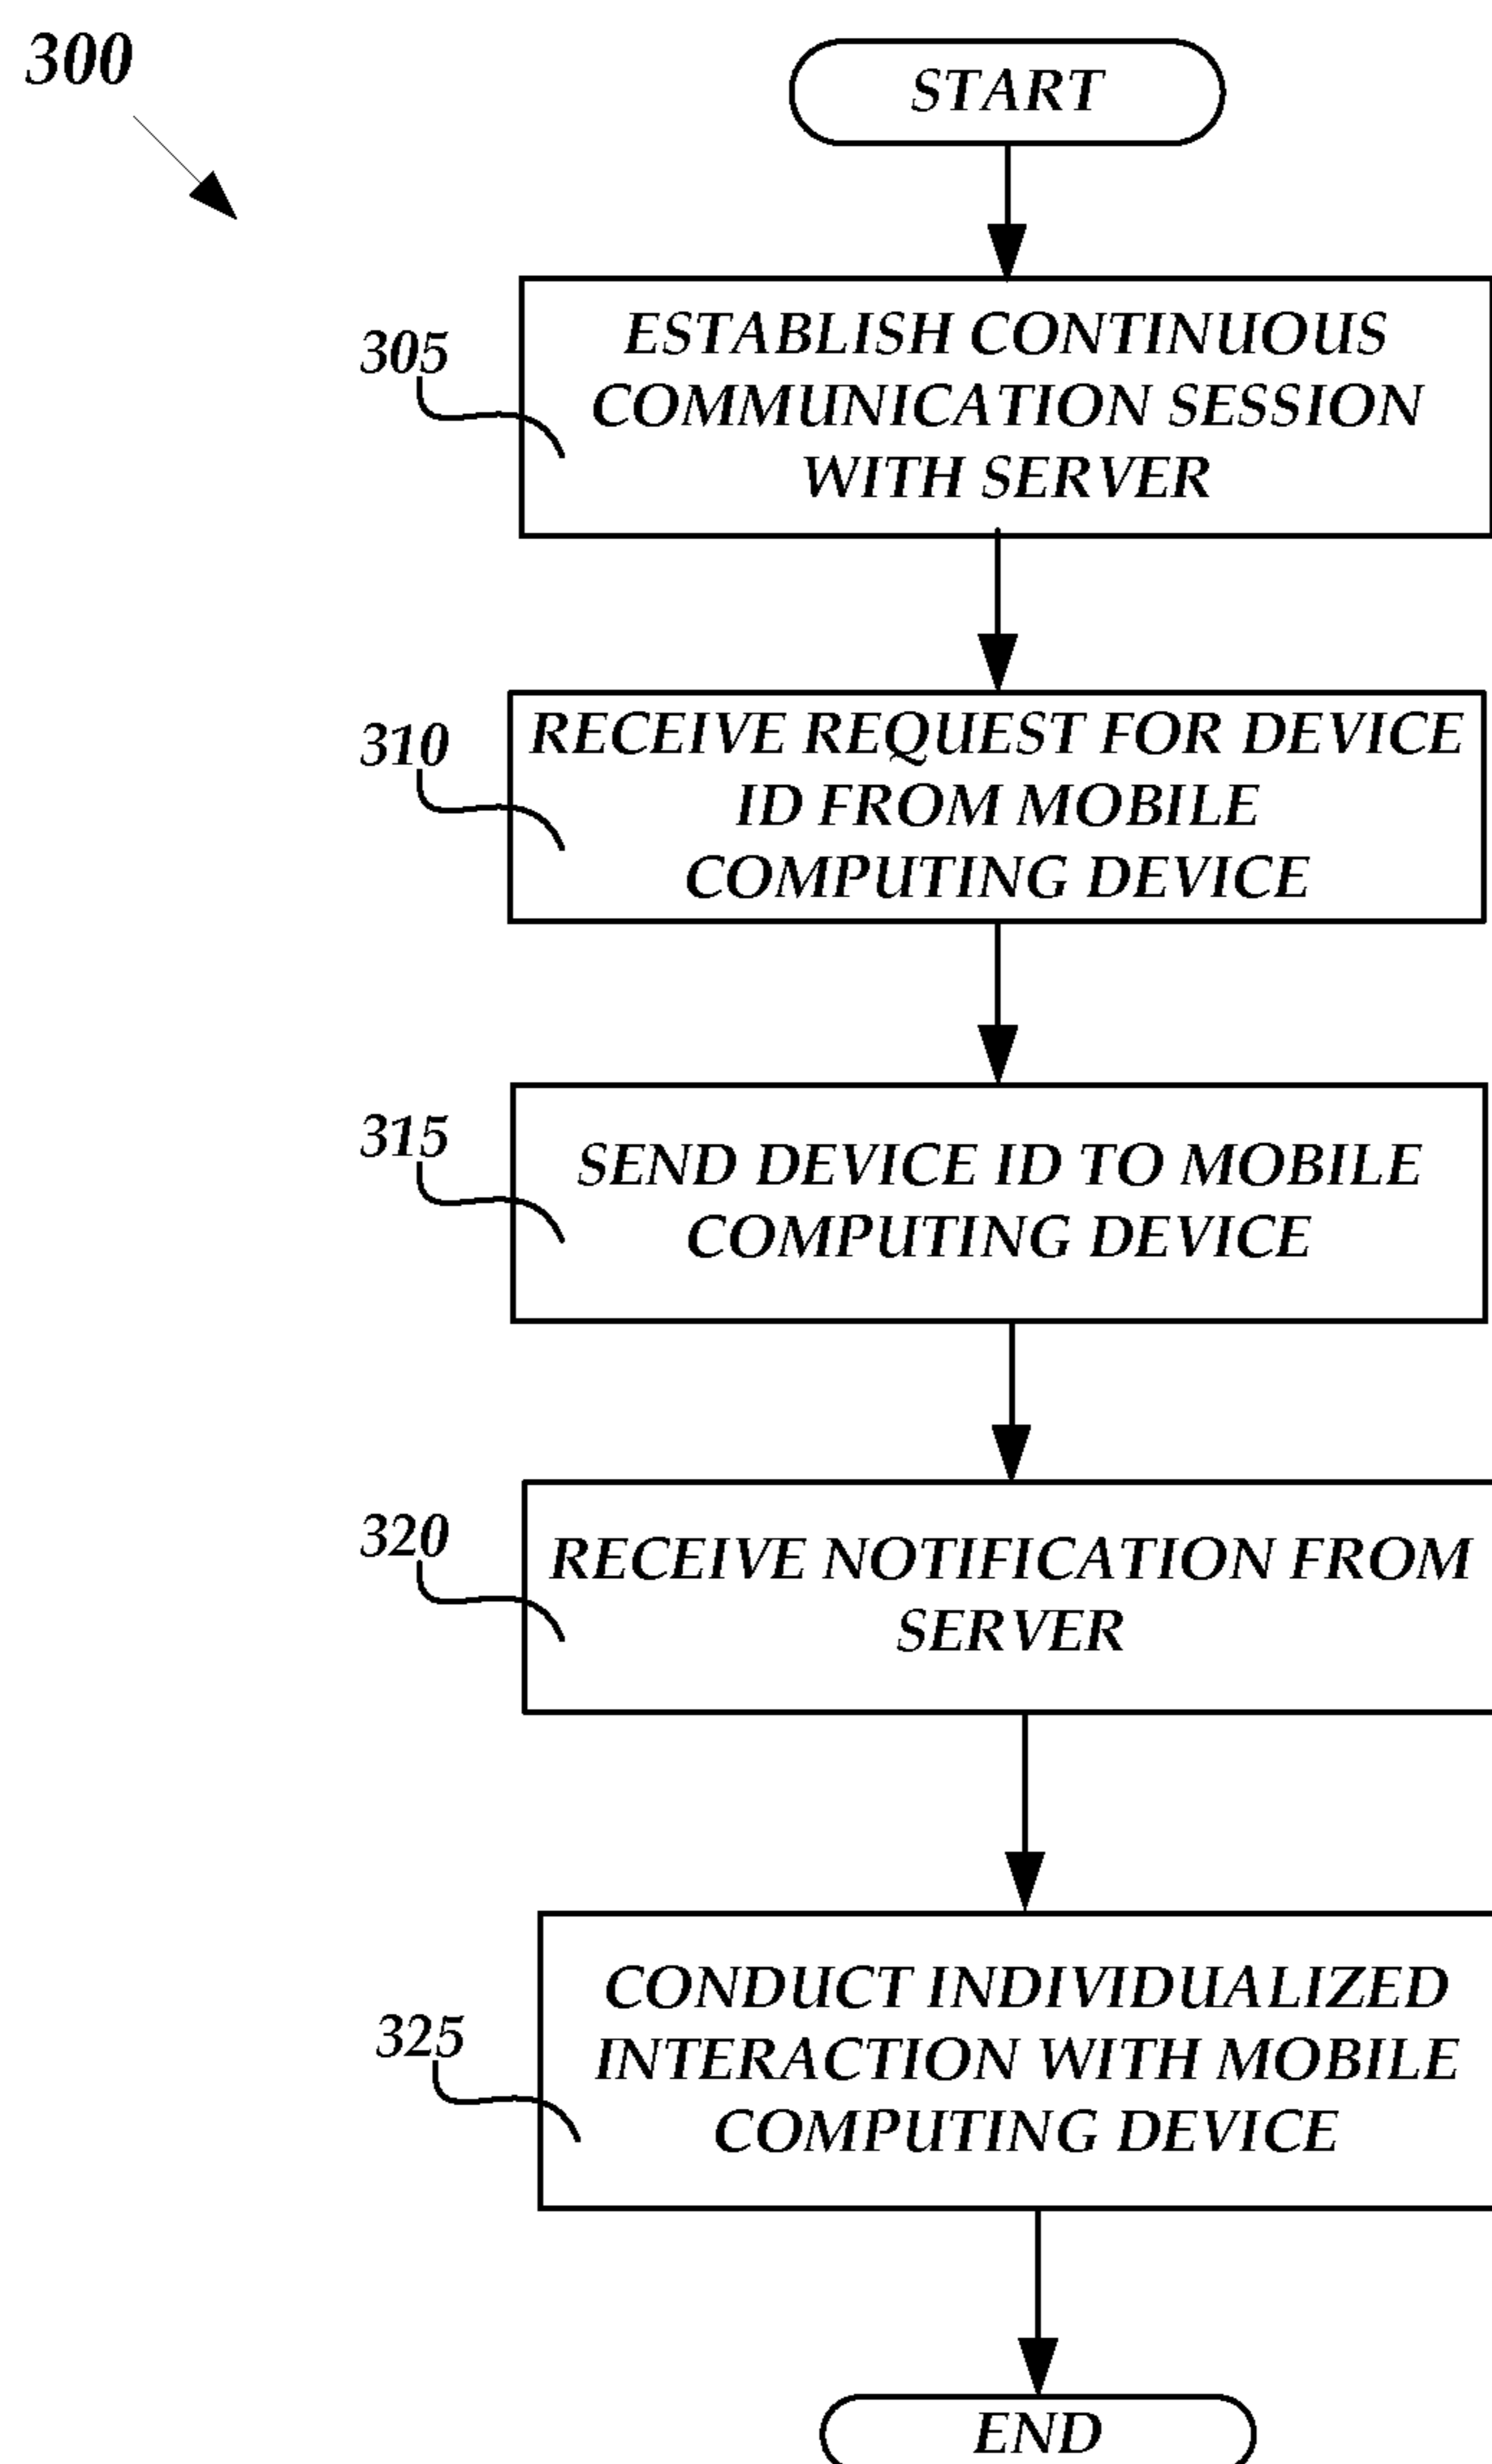 300
START
305
ESTABLISH CONTINUOUS
COMMUNICATION SESSION
WITH SERVER
310
RECEIVE REQUEST FOR DEVICE
ID FROM MOBILE
COMPUTING DEVICE
315
SEND DEVICE ID TO MOBILE
COMPUTING DEVICE
320
RECEIVE NOTIFICATION FROM
SERVER
325
CONDUCT INDIVIDUALIZED
INTERACTION WITH MOBILE
COMPUTING DEVICE
END